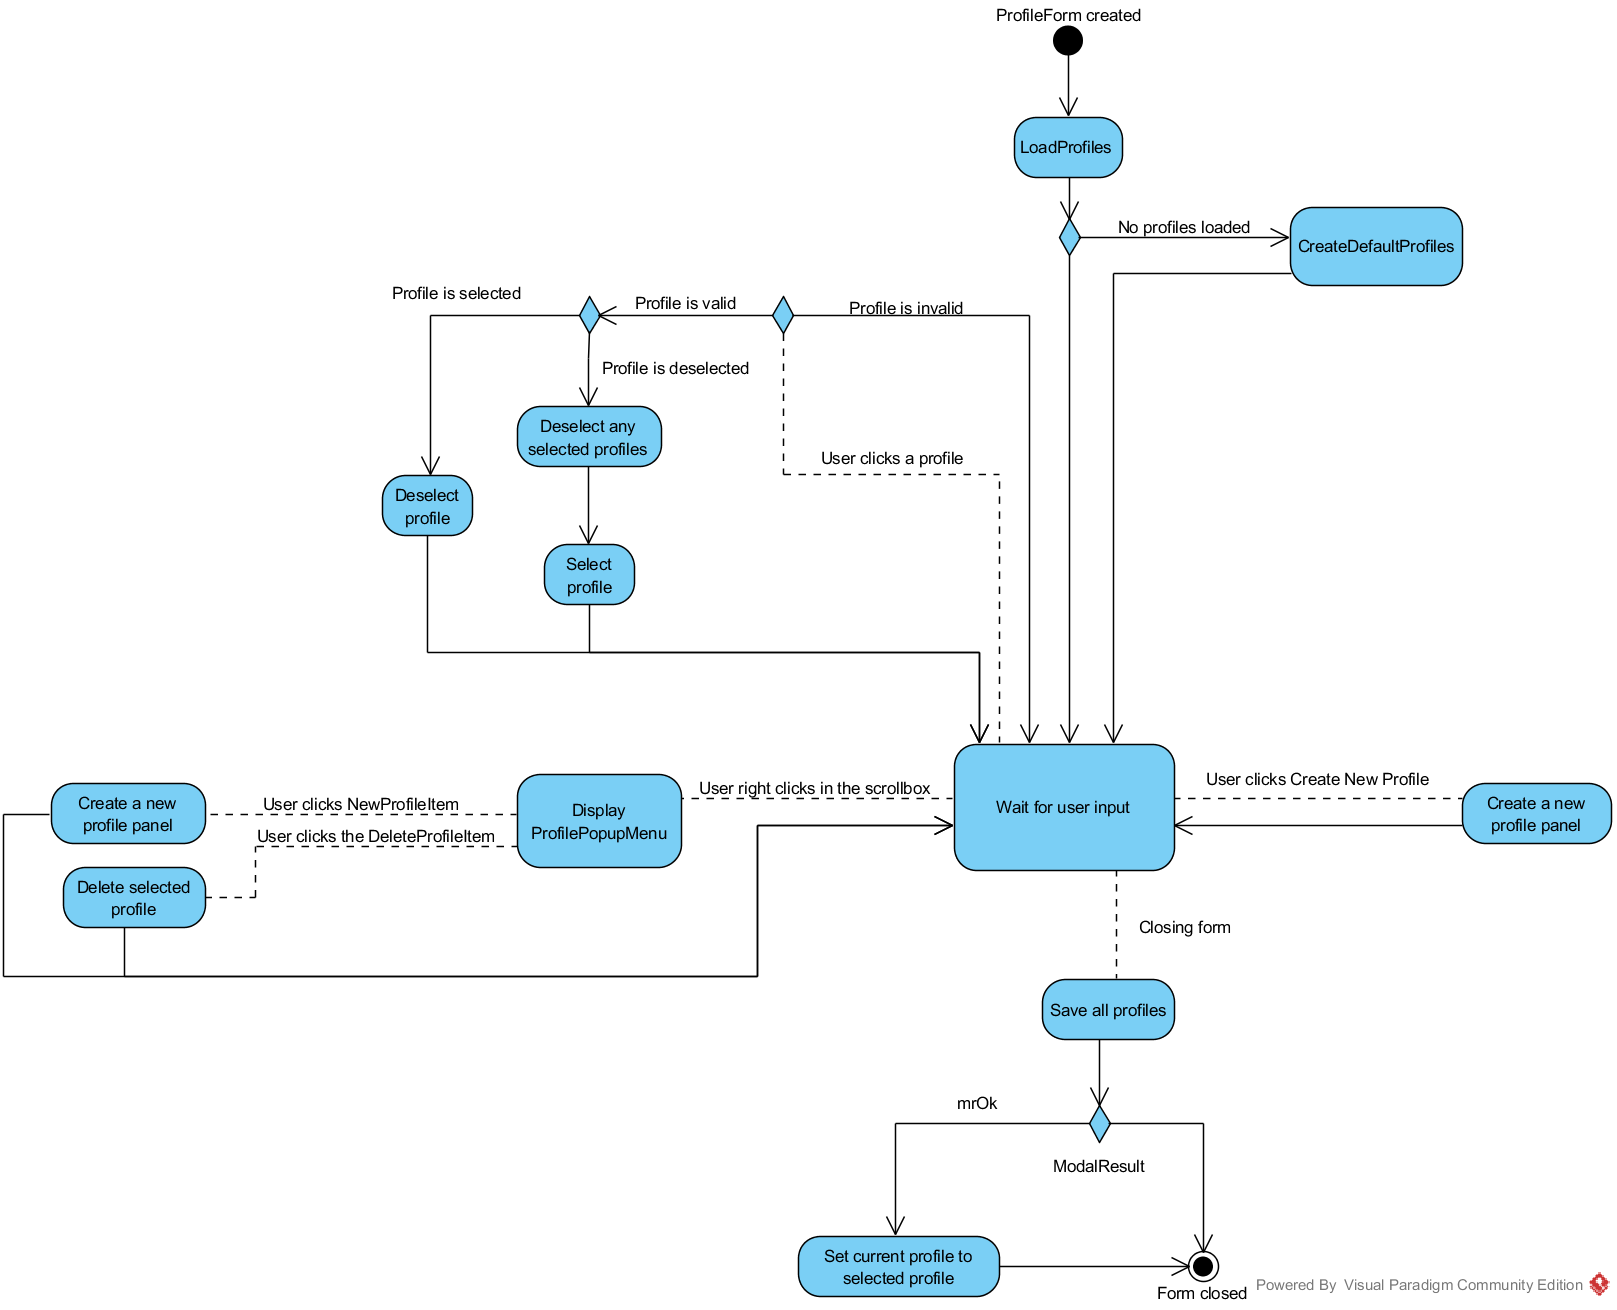 ProfileForm created
LoadProfiles
No profiles loaded
CreateDefaultProfiles
Profile is selected
Profile is valid
Profile is invalid
Profile is deselected
Deselect any
selected profiles
User clicks a profile
Deselect
profile
Select
profile
User right clicks in the scrollbox
User clicks Create New Profile
Create a new
profile panel
User clicks NewProfileItem
Display
ProfilePopupMenu
Wait for user input
Create a new
profile panel
User clicks the DeleteProfileItem
Delete selected
profile
Closing form
Save all profiles
mrOk
ModalResult
Set current profile to
selected profile
Form closed
Powered By Visual Paradigm Community Edition